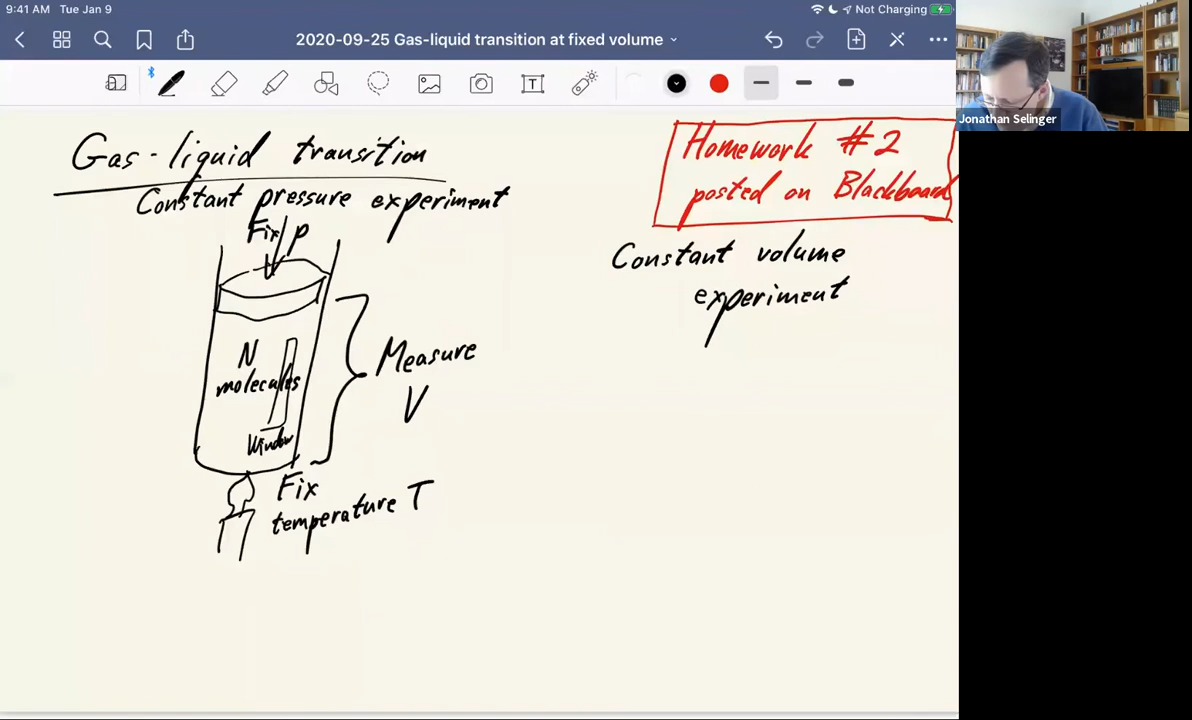 9:41 AM Tue Jan 9
Not Charging
2020-09-25 Gas-liquid transition at fixed volume
Jonathan Selinger
Gas-liquid transition
Constant pressure experiment
Fix p
N
molecules
Window
Measure
V
Fix
temperature T
Homework #2
posted on Blackboard
Constant volume
experiment